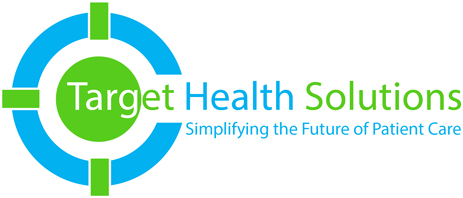 Target Health Solutions
Simplifying the Future of Patient Care